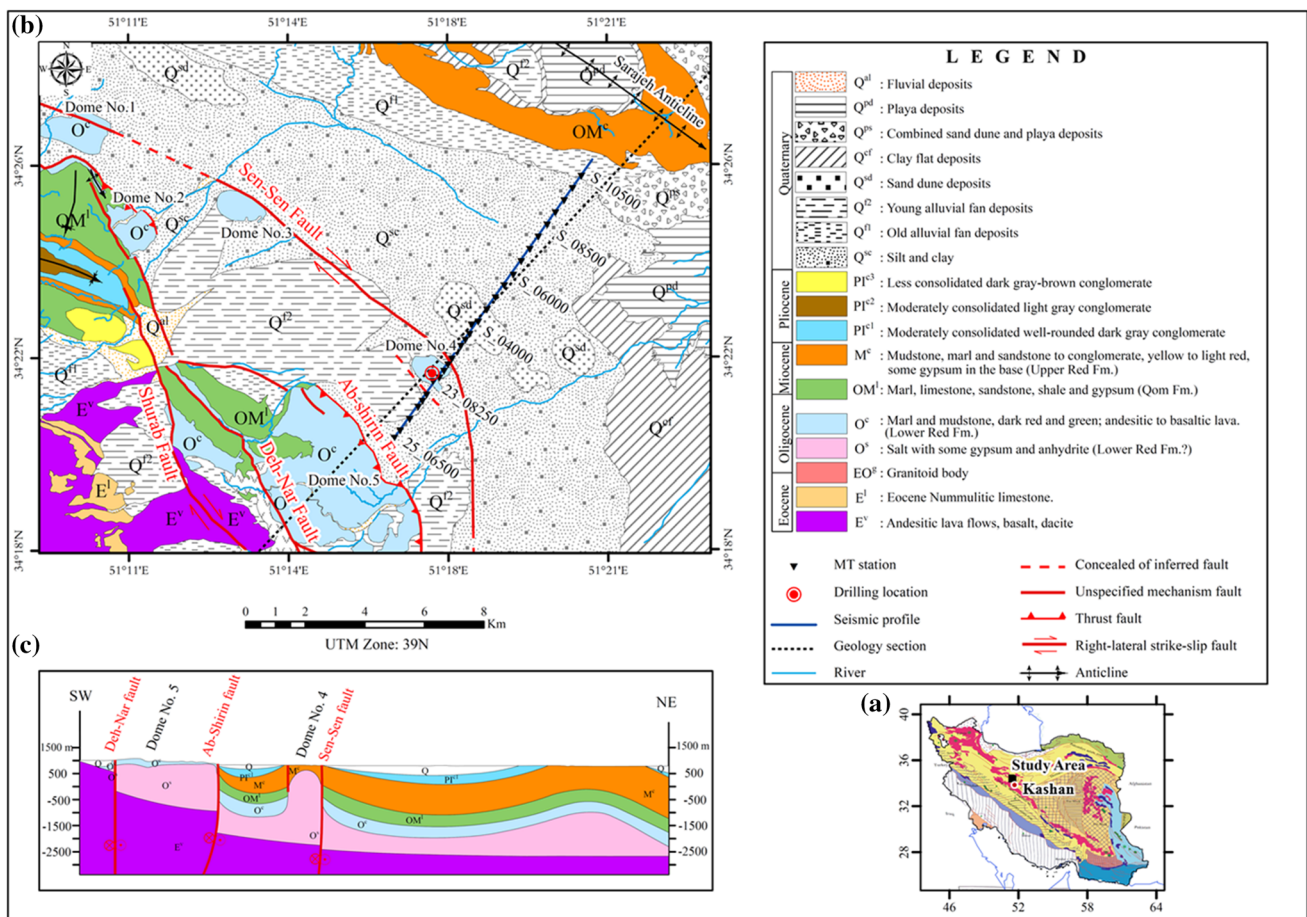 (b)
51°11'E 51°14'E 51°18'E 51°21'E
N
W E
S
Q^sd
Q^f2
Q^pd
Sarajeh Anticline
Dome No.1
O^c
Q^f1
OM^c
34°26'N
34°26'N
Dome No.2
Sen-Sen Fault
S_10500
Q^ps
OM^l
O^c
Q^sc
Dome No.3
Q^sc
S_08500
Q^pd
S_06000
Q^al
Q^f2
Q^sd
Q^sd
Dome No.4
S_04000
34°22'N
34°22'N
Q^f1
E^v
OM^l
Ab-shirin Fault
23_08250
Q^cf
Shurab Fault
O^c
Deh-Nar Fault
O^c
25_06500
Q^f2
E^l
Dome No.5
O
Q^f2
E^v
E^v
34°18'N
34°18'N
51°11'E 51°14'E 51°18'E 51°21'E
0 1 2 4 6 8
Km
UTM Zone: 39N
LEGEND
Quaternary
Q^al : Fluvial deposits
Q^pd : Playa deposits
Q^ps : Combined sand dune and playa deposits
Q^cf : Clay flat deposits
Q^sd : Sand dune deposits
Q^f2 : Young alluvial fan deposits
Q^f1 : Old alluvial fan deposits
Q^sc : Silt and clay
Pliocene
Pl^c3 : Less consolidated dark gray-brown conglomerate
Pl^c2 : Moderately consolidated light gray conglomerate
Pl^c1 : Moderately consolidated well-rounded dark gray conglomerate
Miocene
M^c : Mudstone, marl and sandstone to conglomerate, yellow to light red,
some gypsum in the base (Upper Red Fm.)
OM^l : Marl, limestone, sandstone, shale and gypsum (Qom Fm.)
Oligocene
O^c : Marl and mudstone, dark red and green; andesitic to basaltic lava.
(Lower Red Fm.)
O^s : Salt with some gypsum and anhydrite (Lower Red Fm.?)
Eocene
EO^g : Granitoid body
E^l : Eocene Nummulitic limestone.
E^v : Andesitic lava flows, basalt, dacite
MT station
Concealed of inferred fault
Drilling location
Unspecified mechanism fault
Seismic profile
Thrust fault
Geology section
Right-lateral strike-slip fault
River
Anticline
(c)
SW
Deh-Nar fault
Dome No. 5
Ab-Shirin fault
Dome No. 4
Sen-Sen fault
NE
1500 m
1500 m
500
500
-500
-500
-1500
-1500
-2500
-2500
Q
O^c
O^s
Pl^c1
M^c
OM^l
O^c
M^c
Q
Pl^c1
M^c
OM^l
O^c
O^s
E^v
(a)
40 40
36 36
32 32
28 28
Study Area
Kashan
46 52 58 64